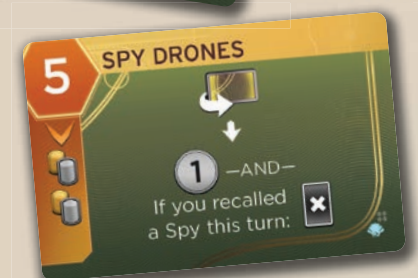 5
SPY DRONES
1 —AND—
If you recalled
a Spy this turn: